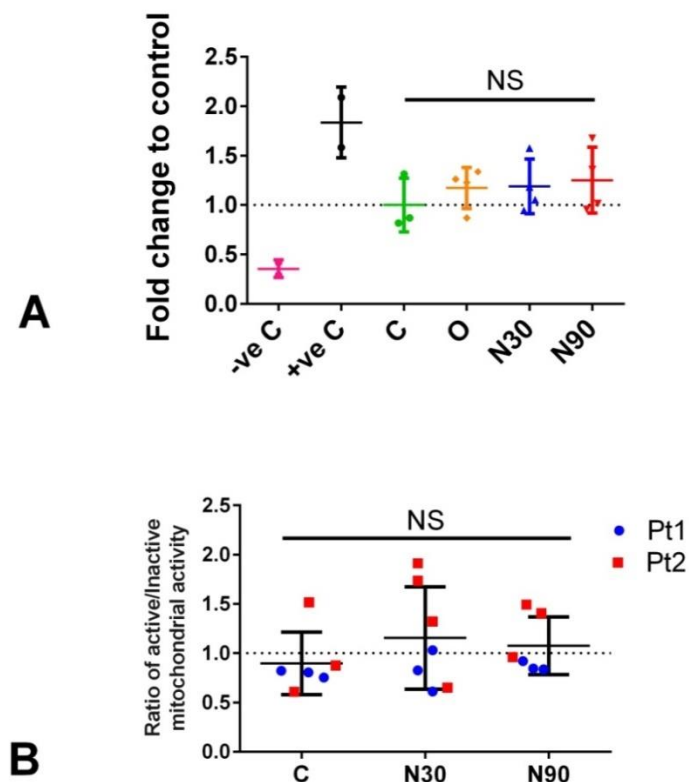 Fold change to control
2.5
2.0
1.5
1.0
0.5
0.0
NS
-ve C
+ve C
C
O
N30
N90
A
Ratio of active/Inactive
mitochondrial activity
2.5
2.0
1.5
1.0
0.5
0.0
NS
Pt1
Pt2
C
N30
N90
B